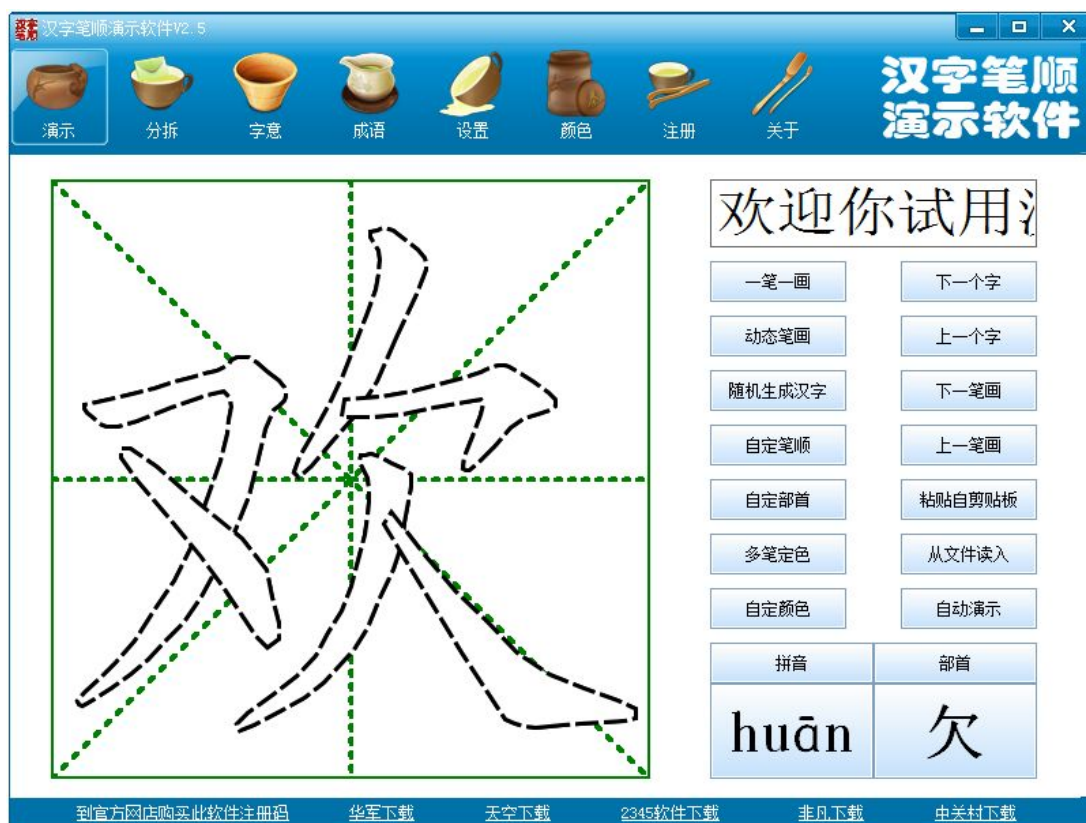 汉字笔顺演示软件V2.5
演示 分拆 字意 成语 设置 颜色 注册 关于
汉字笔顺
演示软件
欢
欢迎你试用
一笔一画 下一个字
动态笔画 上一个字
随机生成汉字 下一笔画
自定笔顺 上一笔画
自定部首 粘贴自剪贴板
多笔定色 从文件读入
自定颜色 自动演示
拼音 部首
huān 欠
到官方网店购买此软件注册码 华军下载 天空下载 2345软件下载 非凡下载 中关村下载